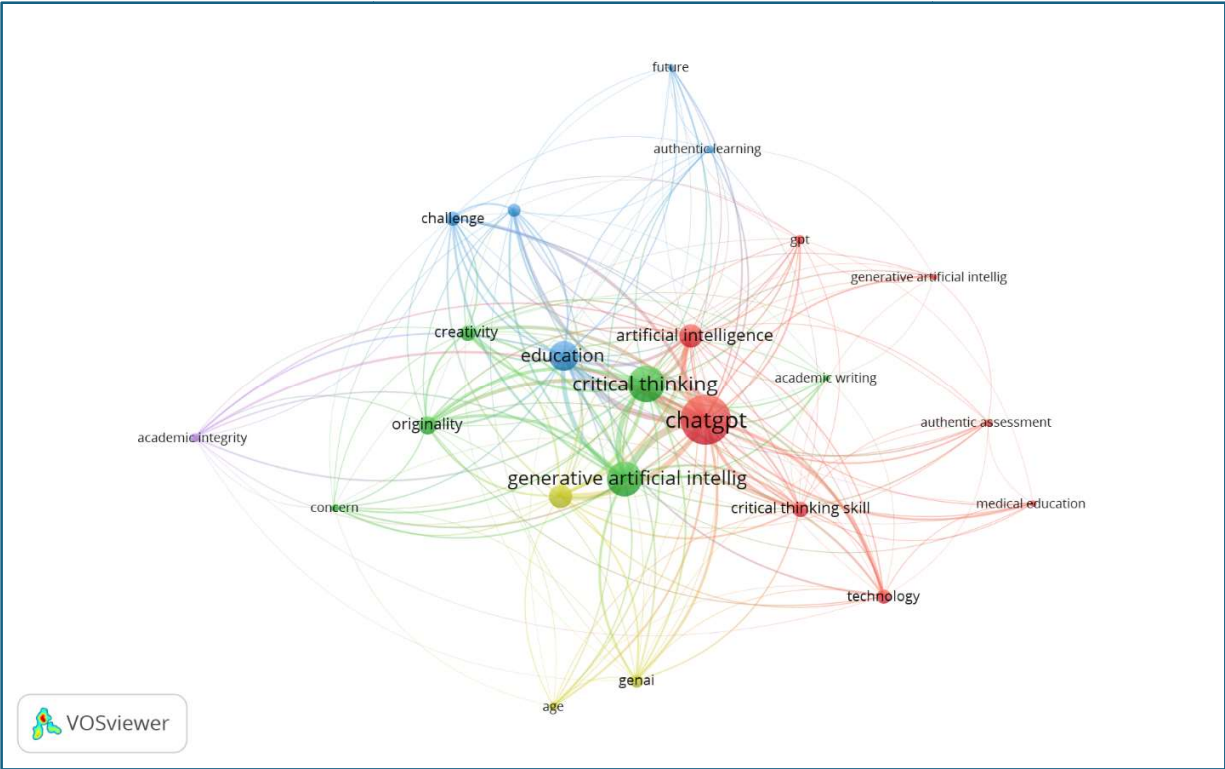 future
authentic learning
challenge
gpt
generative artificial intellig
creativity
artificial intelligence
education
critical thinking
academic writing
chatgpt
originality
authentic assessment
academic integrity
generative artificial intellig
concern
critical thinking skill
medical education
technology
genai
age
VOSviewer